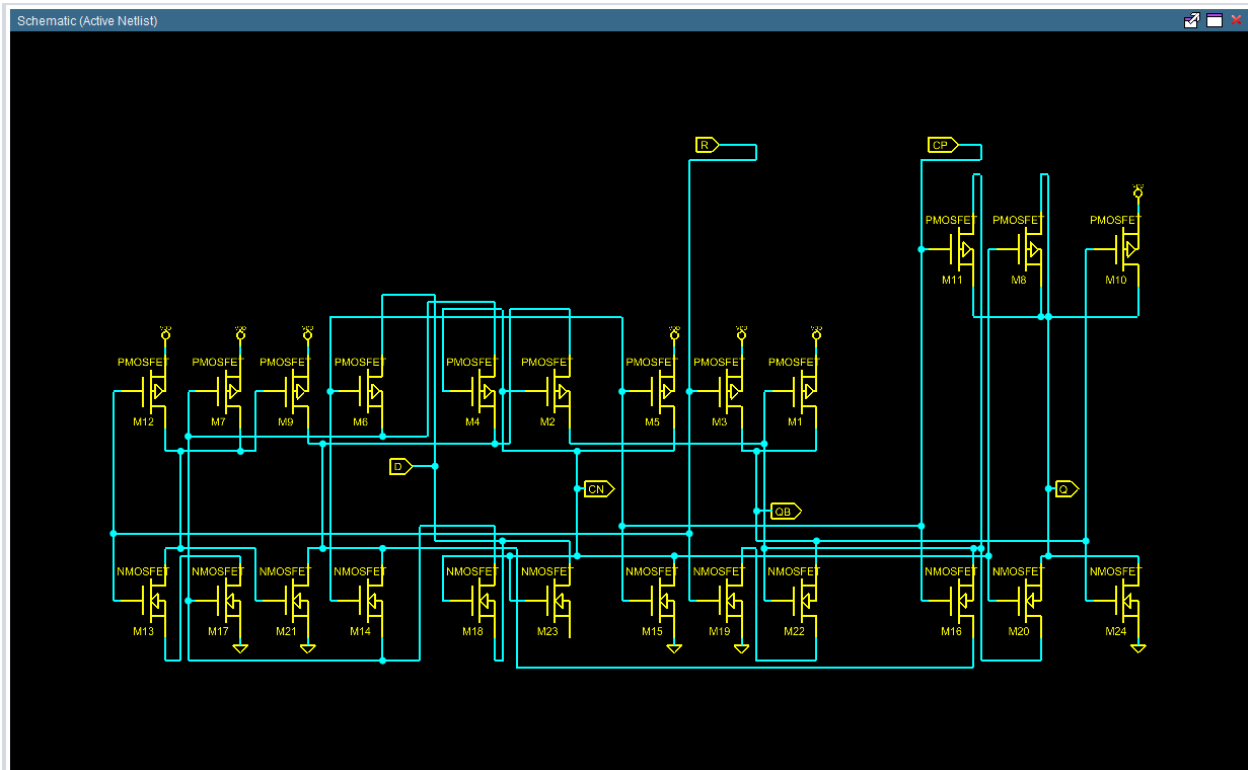 Schematic (Active Netlist)
R
CP
PMOSFET
PMOSFET
PMOSFET
M11
M8
M10
PMOSFET
PMOSFET
PMOSFET
PMOSFET
PMOSFET
PMOSFET
PMOSFET
PMOSFET
PMOSFET
M12
M7
M9
M6
M4
M2
M5
M3
M1
D
CN
Q
QB
NMOSFET
NMOSFET
NMOSFET
NMOSFET
NMOSFET
NMOSFET
NMOSFET
NMOSFET
NMOSFET
NMOSFET
NMOSFET
NMOSFET
M13
M17
M21
M14
M18
M23
M15
M19
M22
M16
M20
M24